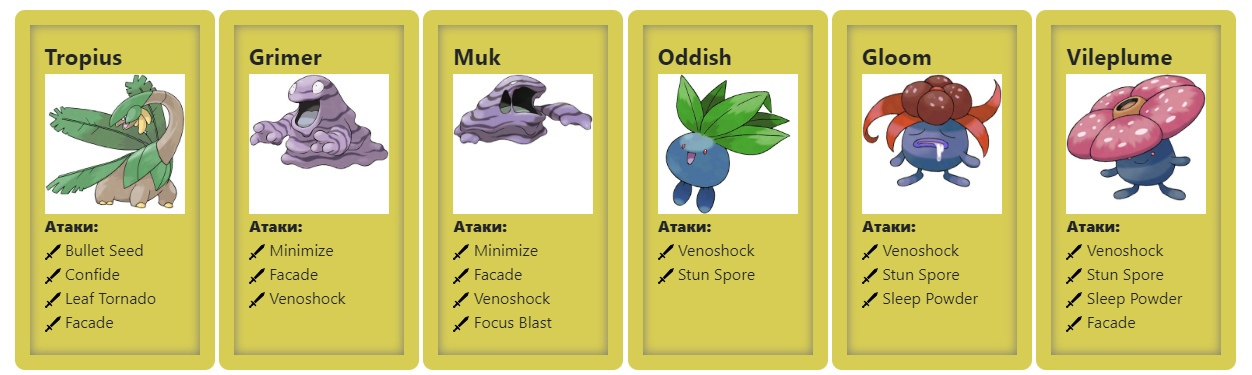 Tropius
Атаки:
Bullet Seed
Confide
Leaf Tornado
Facade
Grimer
Атаки:
Minimize
Facade
Venoshock
Muk
Атаки:
Minimize
Facade
Venoshock
Focus Blast
Oddish
Атаки:
Venoshock
Stun Spore
Gloom
Атаки:
Venoshock
Stun Spore
Sleep Powder
Vileplume
Атаки:
Venoshock
Stun Spore
Sleep Powder
Facade